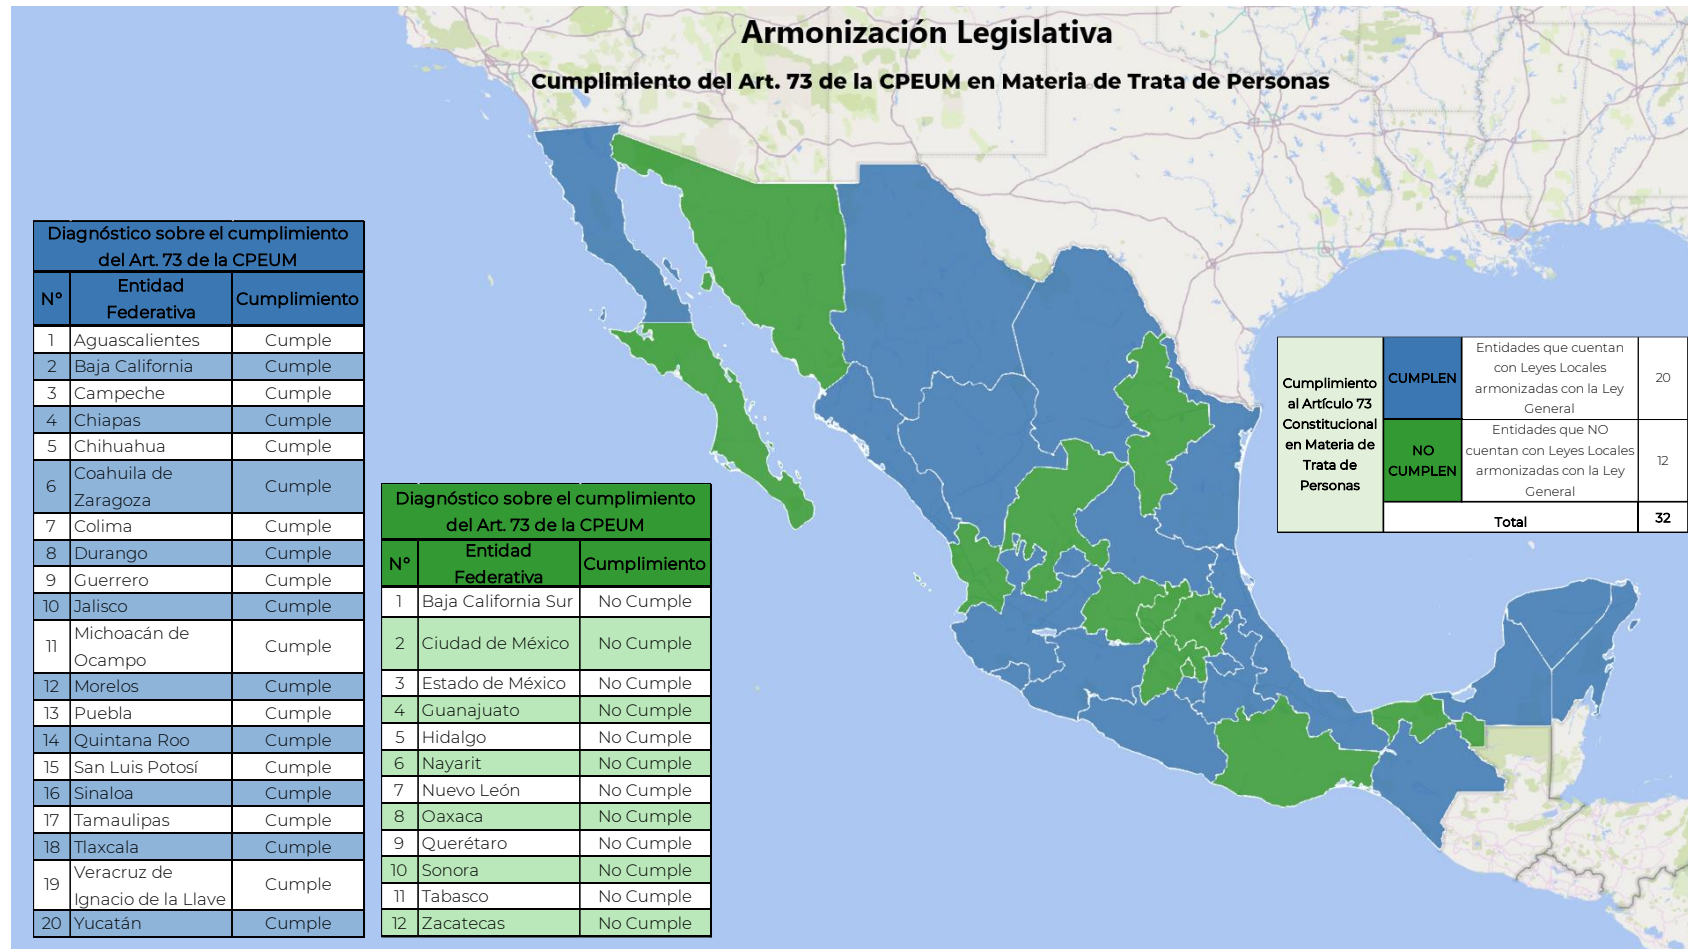 Armonización Legislativa
Cumplimiento del Art. 73 de la CPEUM en Materia de Trata de Personas
Diagnóstico sobre el cumplimiento
del Art. 73 de la CPEUM
N° Entidad Federativa Cumplimiento
1 Aguascalientes Cumple
2 Baja California Cumple
3 Campeche Cumple
4 Chiapas Cumple
5 Chihuahua Cumple
6 Coahuila de Zaragoza Cumple
7 Colima Cumple
8 Durango Cumple
9 Guerrero Cumple
10 Jalisco Cumple
11 Michoacán de Ocampo Cumple
12 Morelos Cumple
13 Puebla Cumple
14 Quintana Roo Cumple
15 San Luis Potosí Cumple
16 Sinaloa Cumple
17 Tamaulipas Cumple
18 Tlaxcala Cumple
19 Veracruz de Ignacio de la Llave Cumple
20 Yucatán Cumple
Diagnóstico sobre el cumplimiento
del Art. 73 de la CPEUM
N° Entidad Federativa Cumplimiento
1 Baja California Sur No Cumple
2 Ciudad de México No Cumple
3 Estado de México No Cumple
4 Guanajuato No Cumple
5 Hidalgo No Cumple
6 Nayarit No Cumple
7 Nuevo León No Cumple
8 Oaxaca No Cumple
9 Querétaro No Cumple
10 Sonora No Cumple
11 Tabasco No Cumple
12 Zacatecas No Cumple
Cumplimiento
al Artículo 73
Constitucional
en Materia de
Trata de
Personas
CUMPLEN
Entidades que cuentan
con Leyes Locales
armonizadas con la Ley
General
20
NO
CUMPLEN
Entidades que NO
cuentan con Leyes Locales
armonizadas con la Ley
General
12
Total 32